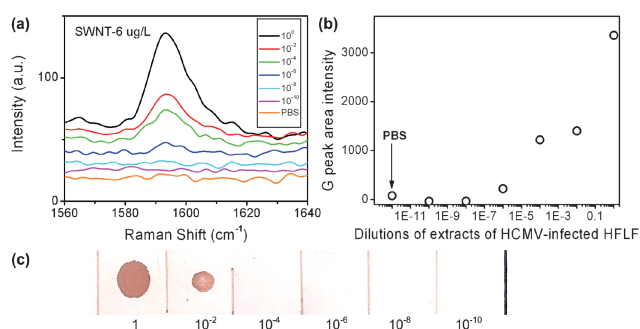 (a)
SWNT-6 ug/L
10⁰
10⁻²
10⁻⁴
10⁻⁶
10⁻⁸
10⁻¹⁰
PBS
100
0
Intensity (a.u.)
1560 1580 1600 1620 1640
Raman Shift (cm⁻¹)
(b)
3000
2000
1000
0
G peak area intensity
PBS
1E-11 1E-9 1E-7 1E-5 1E-3 0.1
Dilutions of extracts of HCMV-infected HFLF
(c)
1 10⁻² 10⁻⁴ 10⁻⁶ 10⁻⁸ 10⁻¹⁰